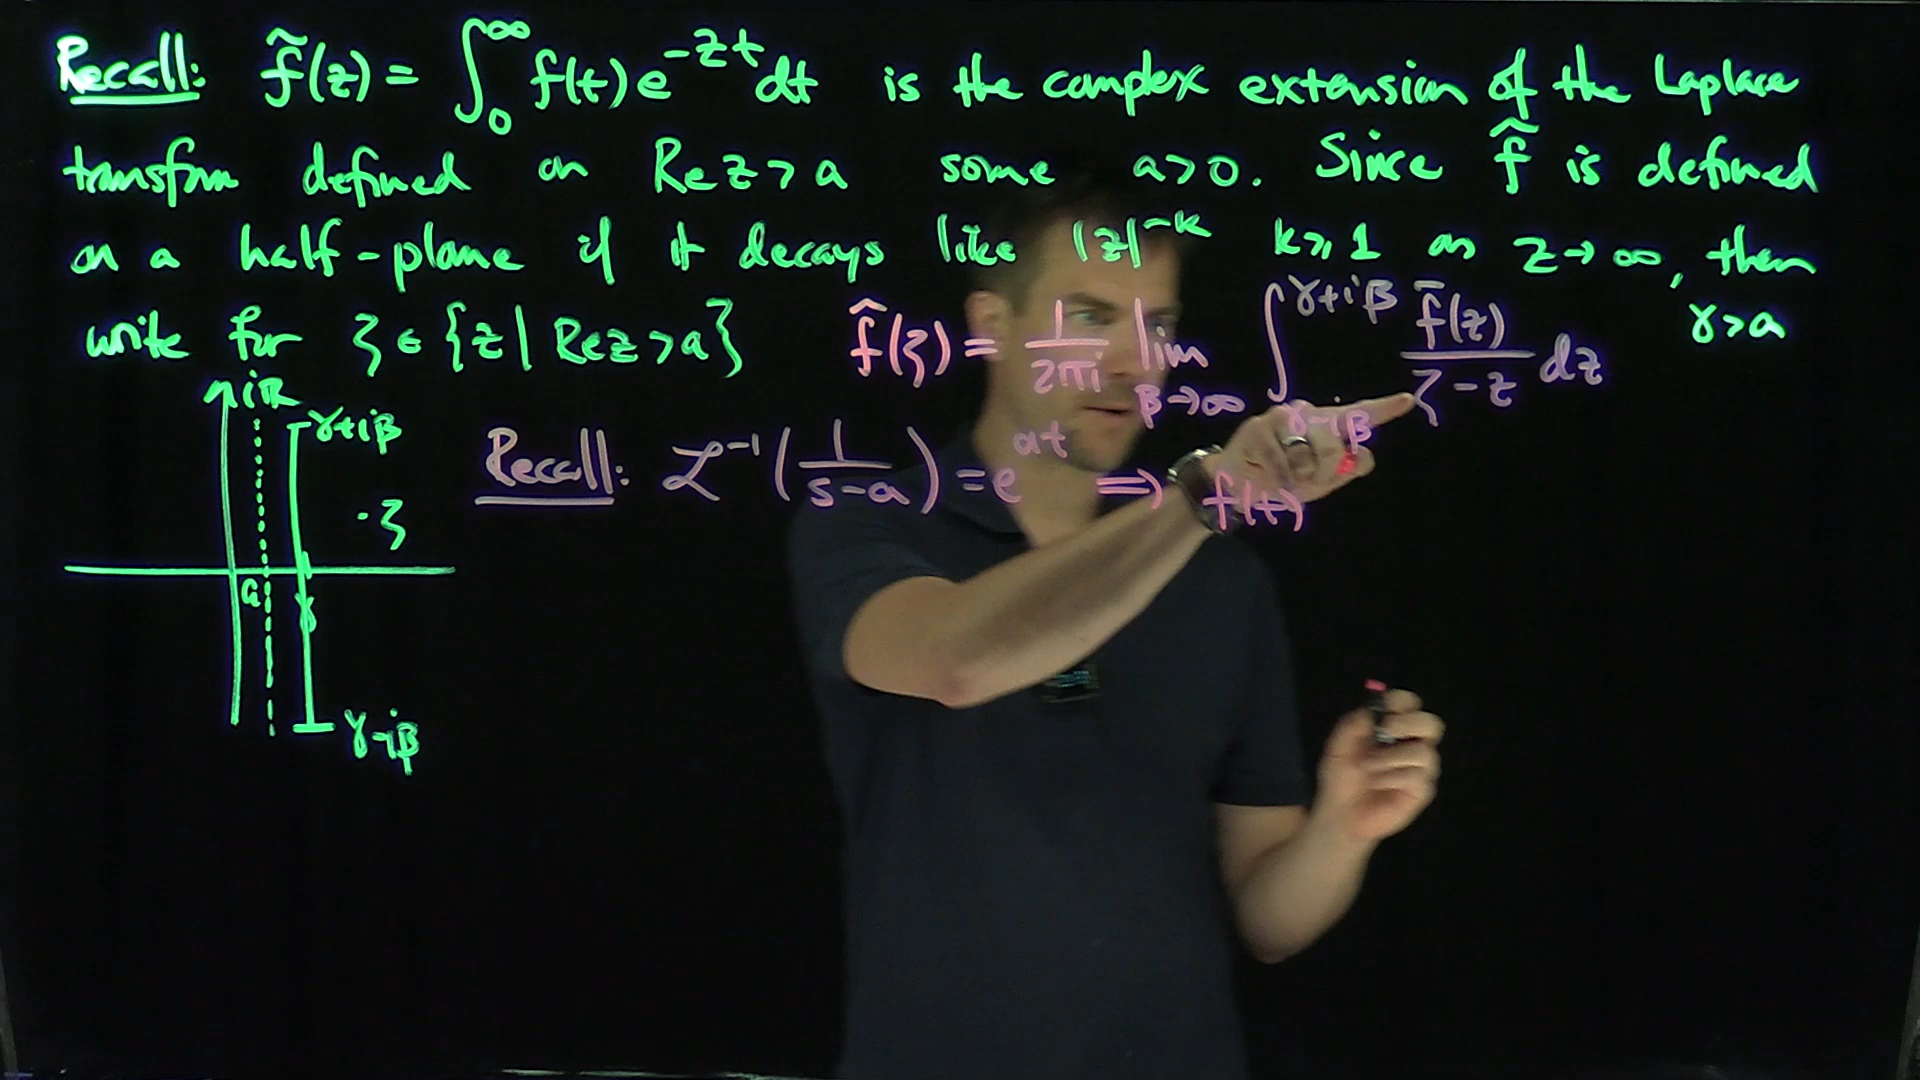 Recall: f̃(z) = ∫₀^∞ f(t) e^{-zt} dt is the complex extension of the Laplace
transform defined on Re z > a some a > 0. Since f̃ is defined
on a half-plane if it decays like |z|^{-k} k ≥ 1 as z → ∞, then
write for ζ ∈ {z | Re z > a} f̃(ζ) = 1/(2πi) lim_{β→∞} ∫_{γ-iβ}^{γ+iβ} f̃(z)/(ζ-z) dz γ > a
iR
γ+iβ
Recall: ℒ^{-1}(1/(s-a)) = e^{at} ⇒ f(t)
·ζ
a
γ
γ-iβ